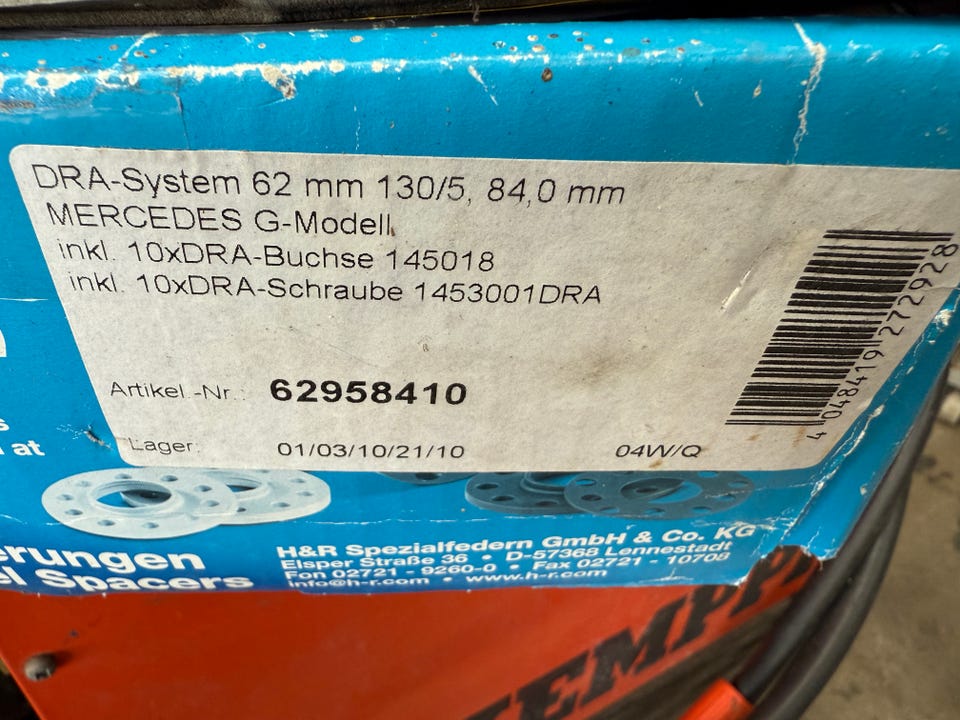 DRA-System 62 mm 130/5, 84,0 mm
MERCEDES G-Modell
inkl. 10xDRA-Buchse 145018
inkl. 10xDRA-Schraube 1453001DRA
Artikel.-Nr.: 62958410
Lager: 01/03/10/21/10 04W/Q
4 048419 272928
at
erungen
el Spacers
H&R Spezialfedern GmbH & Co. KG
Elsper Straße 36 • D-57368 Lennestadt
Fon 02721 - 9260-0 • Fax 02721 - 10708
info@h-r.com • www.h-r.com
KEMPP